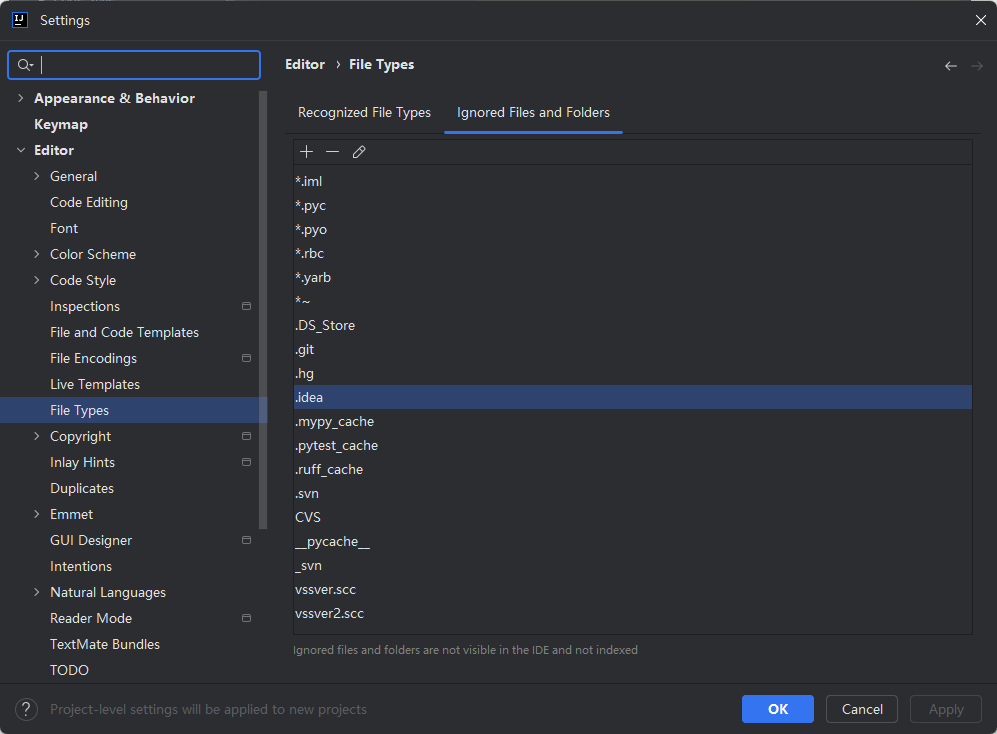 Settings
Editor › File Types
Appearance & Behavior
Keymap
Editor
General
Code Editing
Font
Color Scheme
Code Style
Inspections
File and Code Templates
File Encodings
Live Templates
File Types
Copyright
Inlay Hints
Duplicates
Emmet
GUI Designer
Intentions
Natural Languages
Reader Mode
TextMate Bundles
TODO
Recognized File Types
Ignored Files and Folders
*.iml
*.pyc
*.pyo
*.rbc
*.yarb
*~
.DS_Store
.git
.hg
.idea
.mypy_cache
.pytest_cache
.ruff_cache
.svn
CVS
__pycache__
_svn
vssver.scc
vssver2.scc
Ignored files and folders are not visible in the IDE and not indexed
? Project-level settings will be applied to new projects
OK
Cancel
Apply